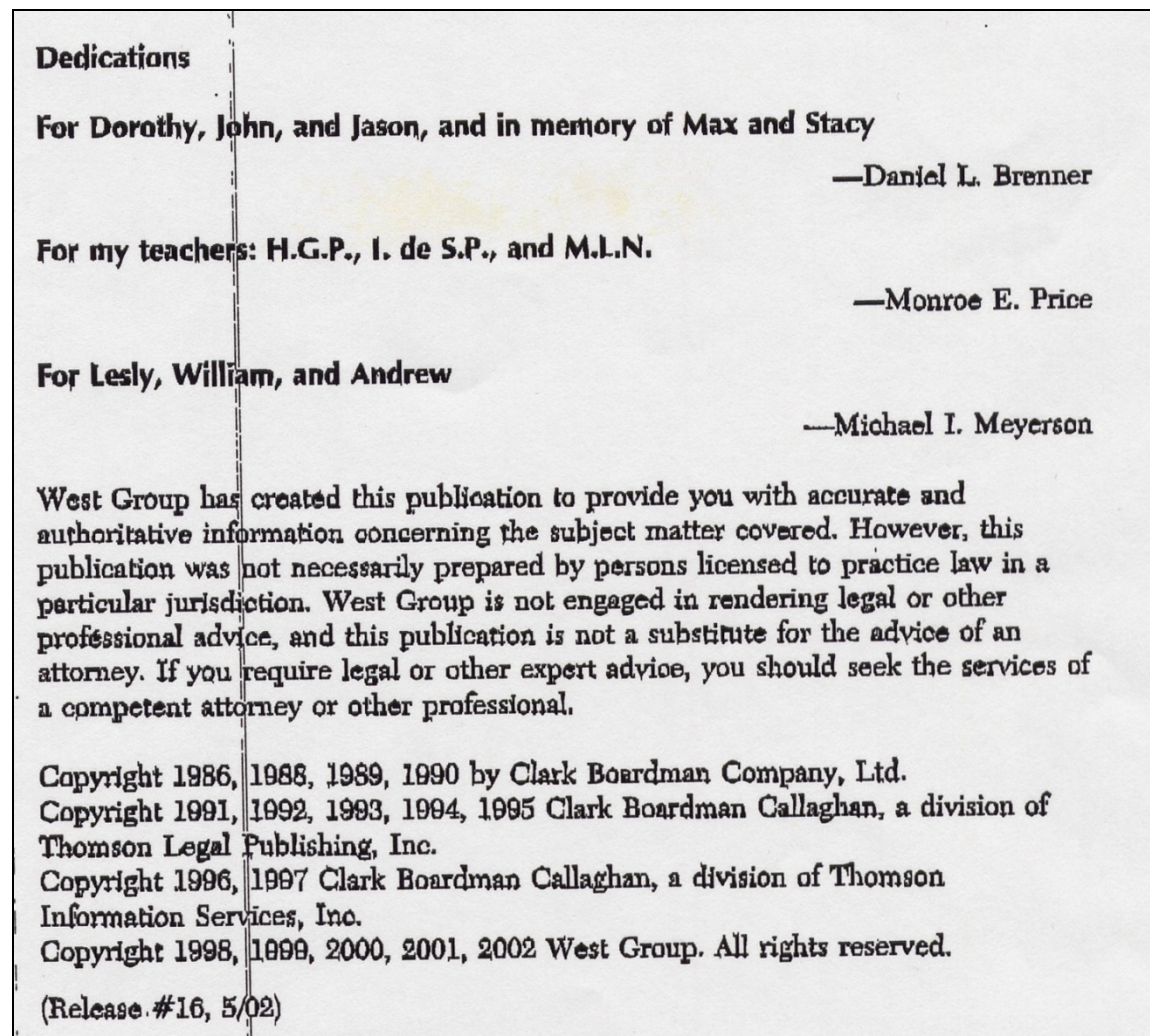 Dedications
For Dorothy, John, and Jason, and in memory of Max and Stacy
—Daniel L. Brenner
For my teachers: H.G.P., I. de S.P., and M.L.N.
—Monroe E. Price
For Lesly, William, and Andrew
—Michael I. Meyerson
West Group has created this publication to provide you with accurate and
authoritative information concerning the subject matter covered. However, this
publication was not necessarily prepared by persons licensed to practice law in a
particular jurisdiction. West Group is not engaged in rendering legal or other
professional advice, and this publication is not a substitute for the advice of an
attorney. If you require legal or other expert advice, you should seek the services of
a competent attorney or other professional.
Copyright 1986, 1988, 1989, 1990 by Clark Boardman Company, Ltd.
Copyright 1991, 1992, 1993, 1994, 1995 Clark Boardman Callaghan, a division of
Thomson Legal Publishing, Inc.
Copyright 1996, 1997 Clark Boardman Callaghan, a division of Thomson
Information Services, Inc.
Copyright 1998, 1999, 2000, 2001, 2002 West Group. All rights reserved.
(Release #16, 5/02)